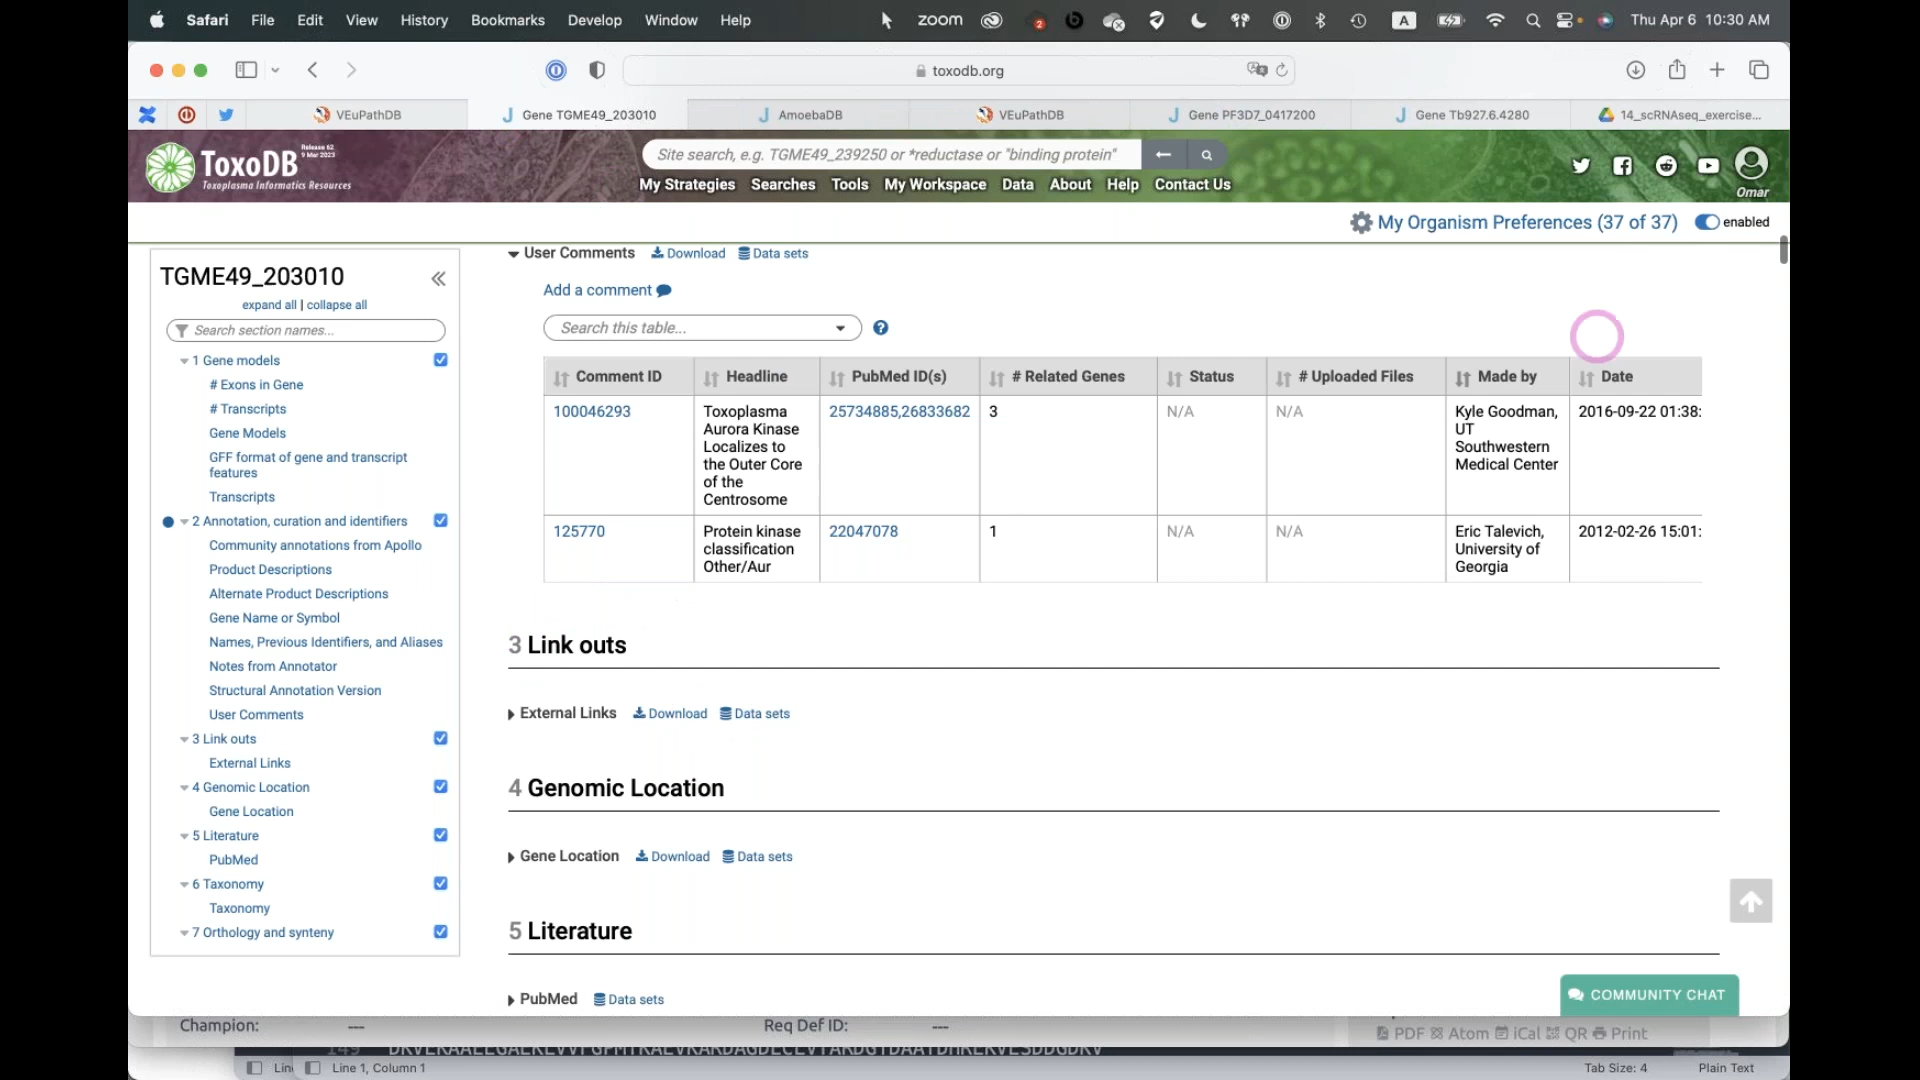 Safari File Edit View History Bookmarks Develop Window Help zoom 2 A Thu Apr 6 10:30 AM
toxodb.org
VEuPathDB Gene TGME49_203010 AmoebaDB VEuPathDB Gene PF3D7_0417200 Gene Tb927.6.4280 14_scRNAseq_exercise...
ToxoDB Release 62 9 Mar 2023
Toxoplasma Informatics Resources
Site search, e.g. TGME49_239250 or *reductase or "binding protein"
My Strategies Searches Tools My Workspace Data About Help Contact Us
Omar
My Organism Preferences (37 of 37) enabled
TGME49_203010
expand all | collapse all
Search section names...
1 Gene models
# Exons in Gene
# Transcripts
Gene Models
GFF format of gene and transcript
features
Transcripts
2 Annotation, curation and identifiers
Community annotations from Apollo
Product Descriptions
Alternate Product Descriptions
Gene Name or Symbol
Names, Previous Identifiers, and Aliases
Notes from Annotator
Structural Annotation Version
User Comments
3 Link outs
External Links
4 Genomic Location
Gene Location
5 Literature
PubMed
6 Taxonomy
Taxonomy
7 Orthology and synteny
User Comments Download Data sets
Add a comment
Search this table... ?
Comment ID Headline PubMed ID(s) # Related Genes Status # Uploaded Files Made by Date
100046293 Toxoplasma 25734885,26833682 3 N/A N/A Kyle Goodman, 2016-09-22 01:38:
Aurora Kinase UT
Localizes to Southwestern
the Outer Core Medical Center
of the
Centrosome
125770 Protein kinase 22047078 1 N/A N/A Eric Talevich, 2012-02-26 15:01:
classification University of
Other/Aur Georgia
3 Link outs
External Links Download Data sets
4 Genomic Location
Gene Location Download Data sets
5 Literature
PubMed Data sets
COMMUNITY CHAT
Champion: --- Req Def ID: --- PDF Atom iCal QR Print
Line 1, Column 1 Tab Size: 4 Plain Text